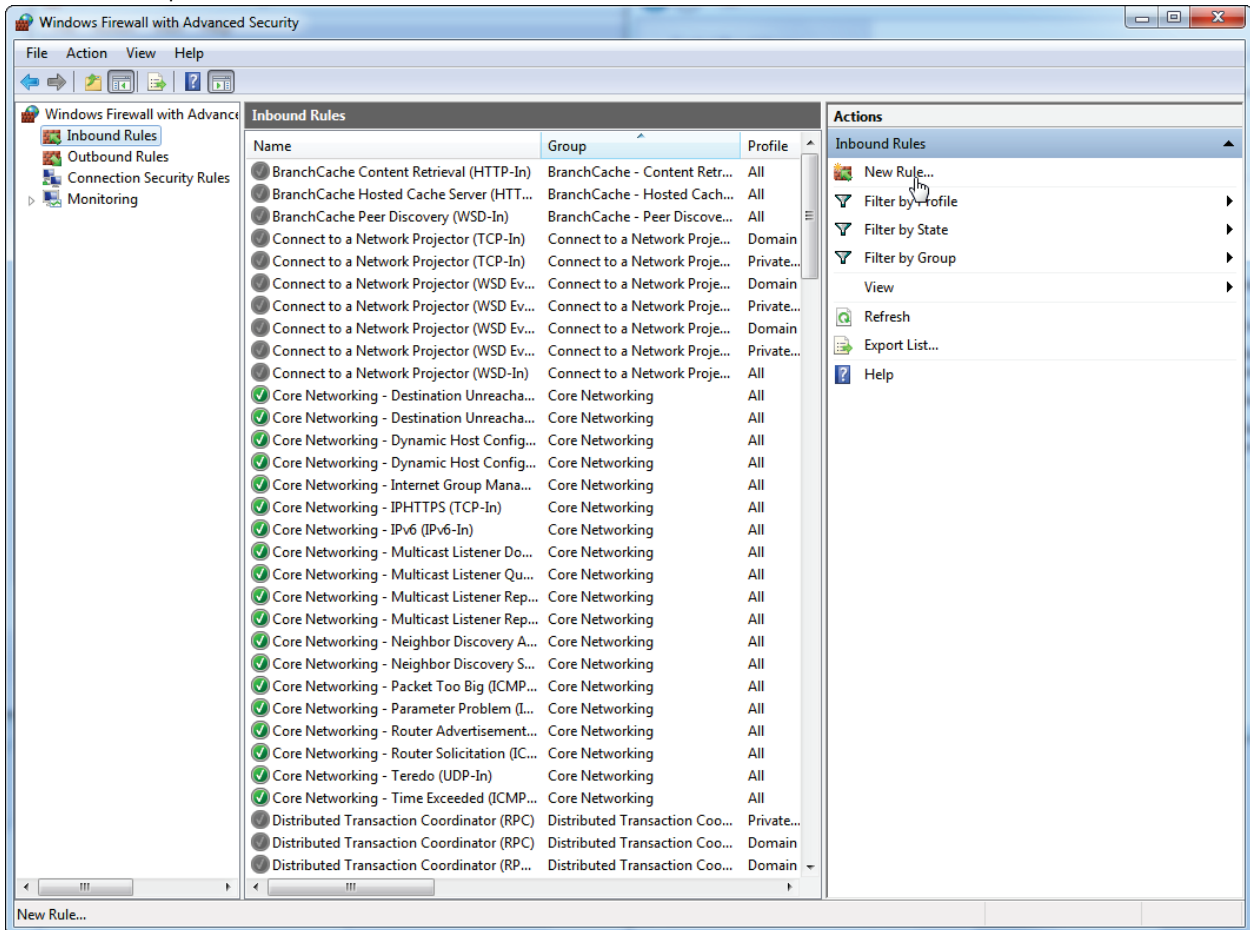 Windows Firewall with Advanced Security
File Action View Help
Windows Firewall with Advance
Inbound Rules
Outbound Rules
Connection Security Rules
Monitoring
Inbound Rules
Name Group Profile
BranchCache Content Retrieval (HTTP-In) BranchCache - Content Retr... All
BranchCache Hosted Cache Server (HTT... BranchCache - Hosted Cach... All
BranchCache Peer Discovery (WSD-In) BranchCache - Peer Discove... All
Connect to a Network Projector (TCP-In) Connect to a Network Proje... Domain
Connect to a Network Projector (TCP-In) Connect to a Network Proje... Private...
Connect to a Network Projector (WSD Ev... Connect to a Network Proje... Domain
Connect to a Network Projector (WSD Ev... Connect to a Network Proje... Private...
Connect to a Network Projector (WSD Ev... Connect to a Network Proje... Domain
Connect to a Network Projector (WSD Ev... Connect to a Network Proje... Private...
Connect to a Network Projector (WSD-In) Connect to a Network Proje... All
Core Networking - Destination Unreacha... Core Networking All
Core Networking - Destination Unreacha... Core Networking All
Core Networking - Dynamic Host Config... Core Networking All
Core Networking - Dynamic Host Config... Core Networking All
Core Networking - Internet Group Mana... Core Networking All
Core Networking - IPHTTPS (TCP-In) Core Networking All
Core Networking - IPv6 (IPv6-In) Core Networking All
Core Networking - Multicast Listener Do... Core Networking All
Core Networking - Multicast Listener Qu... Core Networking All
Core Networking - Multicast Listener Rep... Core Networking All
Core Networking - Multicast Listener Rep... Core Networking All
Core Networking - Neighbor Discovery A... Core Networking All
Core Networking - Neighbor Discovery S... Core Networking All
Core Networking - Packet Too Big (ICMP... Core Networking All
Core Networking - Parameter Problem (I... Core Networking All
Core Networking - Router Advertisement... Core Networking All
Core Networking - Router Solicitation (IC... Core Networking All
Core Networking - Teredo (UDP-In) Core Networking All
Core Networking - Time Exceeded (ICMP... Core Networking All
Distributed Transaction Coordinator (RPC) Distributed Transaction Coo... Private...
Distributed Transaction Coordinator (RPC) Distributed Transaction Coo... Domain
Distributed Transaction Coordinator (RP... Distributed Transaction Coo... Domain
Actions
Inbound Rules
New Rule...
Filter by Profile
Filter by State
Filter by Group
View
Refresh
Export List...
Help
New Rule...